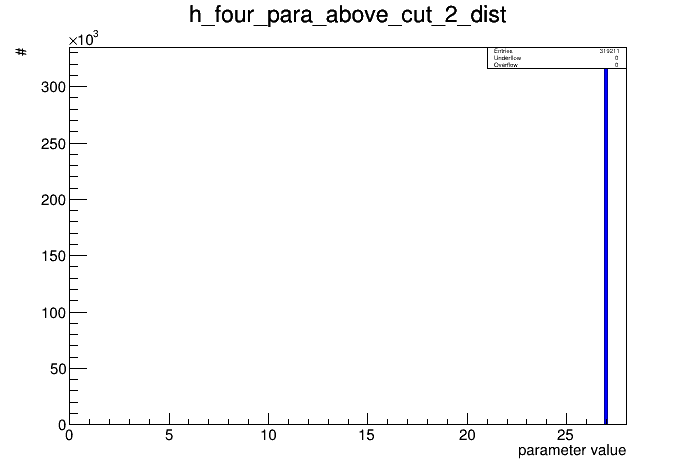 h_four_para_above_cut_2_dist
×10³
#
Entries 319211
Underflow 0
Overflow 0
300
250
200
150
100
50
0
0 5 10 15 20 25
parameter value